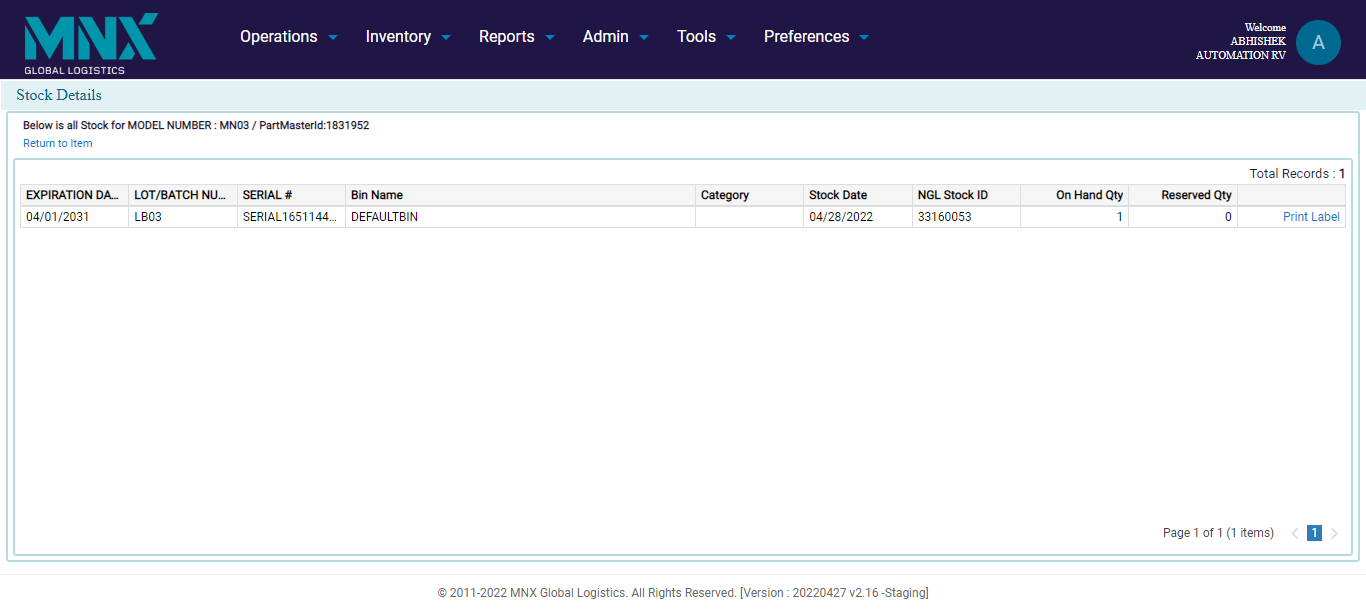 MNX
GLOBAL LOGISTICS
Operations Inventory Reports Admin Tools Preferences
Welcome
ABHISHEK
AUTOMATION RV
A
Stock Details
Below is all Stock for MODEL NUMBER : MN03 / PartMasterId:1831952
Return to Item
Total Records : 1
EXPIRATION DA... LOT/BATCH NU... SERIAL # Bin Name Category Stock Date NGL Stock ID On Hand Qty Reserved Qty
04/01/2031 LB03 SERIAL1651144... DEFAULTBIN 04/28/2022 33160053 1 0 Print Label
Page 1 of 1 (1 items) 1
© 2011-2022 MNX Global Logistics. All Rights Reserved. [Version : 20220427 v2.16 -Staging]